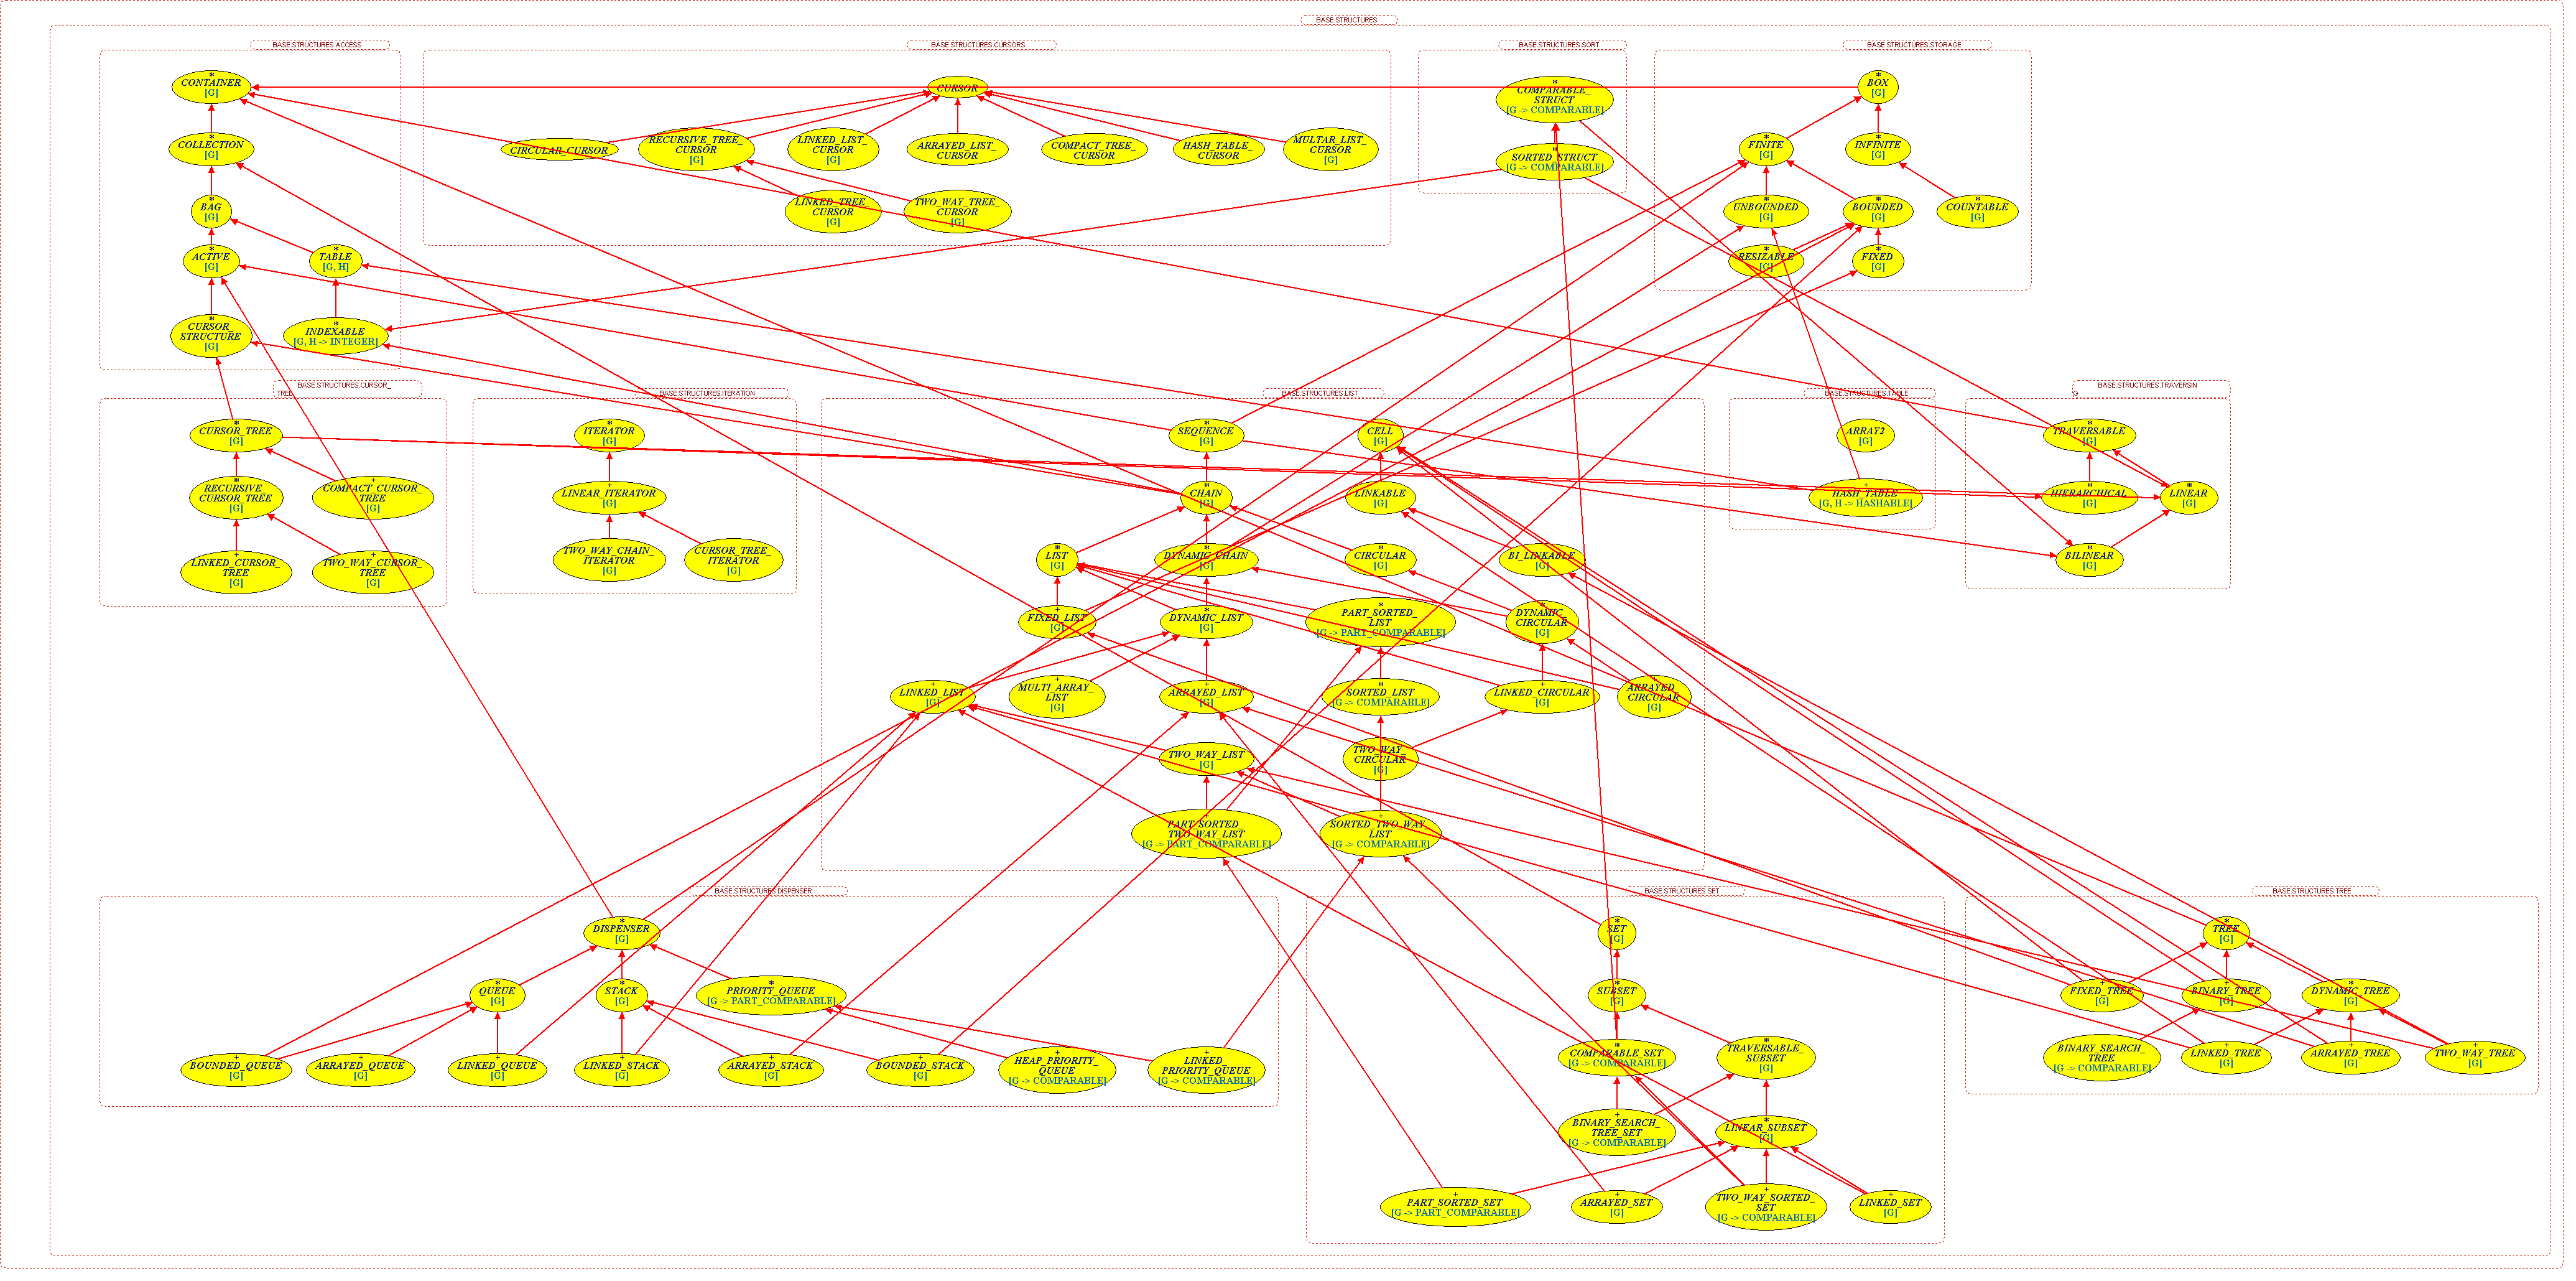 BASE.STRUCTURES
BASE.STRUCTURES.ACCESS
*
CONTAINER
[G]
*
COLLECTION
[G]
*
BAG
[G]
*
ACTIVE
[G]
*
TABLE
[G, H]
*
CURSOR_
STRUCTURE
[G]
*
INDEXABLE
[G, H -> INTEGER]
BASE.STRUCTURES.CURSORS
CURSOR
CIRCULAR_CURSOR
RECURSIVE_TREE_
CURSOR
[G]
LINKED_LIST_
CURSOR
[G]
ARRAYED_LIST_
CURSOR
COMPACT_TREE_
CURSOR
HASH_TABLE_
CURSOR
MULTAR_LIST_
CURSOR
[G]
LINKED_TREE_
CURSOR
[G]
TWO_WAY_TREE_
CURSOR
[G]
BASE.STRUCTURES.SORT
*
COMPARABLE_
STRUCT
[G -> COMPARABLE]
*
SORTED_STRUCT
[G -> COMPARABLE]
BASE.STRUCTURES.STORAGE
*
BOX
[G]
*
FINITE
[G]
*
INFINITE
[G]
*
UNBOUNDED
[G]
*
BOUNDED
[G]
*
COUNTABLE
[G]
*
RESIZABLE
[G]
*
FIXED
[G]
BASE.STRUCTURES.CURSOR_
TREE
*
CURSOR_TREE
[G]
*
RECURSIVE_
CURSOR_TREE
[G]
+
COMPACT_CURSOR_
TREE
[G]
+
LINKED_CURSOR_
TREE
[G]
+
TWO_WAY_CURSOR_
TREE
[G]
BASE.STRUCTURES.ITERATION
*
ITERATOR
[G]
+
LINEAR_ITERATOR
[G]
TWO_WAY_CHAIN_
ITERATOR
[G]
CURSOR_TREE_
ITERATOR
[G]
BASE.STRUCTURES.LIST
*
SEQUENCE
[G]
CELL
[G]
*
CHAIN
[G]
LINKABLE
[G]
*
LIST
[G]
*
DYNAMIC_CHAIN
[G]
*
CIRCULAR
[G]
BI_LINKABLE
[G]
+
FIXED_LIST
[G]
*
DYNAMIC_LIST
[G]
*
PART_SORTED_
LIST
[G -> PART_COMPARABLE]
*
DYNAMIC_
CIRCULAR
[G]
+
LINKED_LIST
[G]
+
MULTI_ARRAY_
LIST
[G]
+
ARRAYED_LIST
[G]
*
SORTED_LIST
[G -> COMPARABLE]
+
LINKED_CIRCULAR
[G]
+
ARRAYED_
CIRCULAR
[G]
TWO_WAY_LIST
[G]
TWO_WAY_
CIRCULAR
[G]
+
PART_SORTED_
TWO_WAY_LIST
[G -> PART_COMPARABLE]
+
SORTED_TWO_WAY_
LIST
[G -> COMPARABLE]
BASE.STRUCTURES.TABLE
ARRAY2
[G]
+
HASH_TABLE
[G, H -> HASHABLE]
BASE.STRUCTURES.TRAVERSIN
G
*
TRAVERSABLE
[G]
*
HIERARCHICAL
[G]
*
LINEAR
[G]
*
BILINEAR
[G]
BASE.STRUCTURES.DISPENSER
*
DISPENSER
[G]
*
QUEUE
[G]
*
STACK
[G]
*
PRIORITY_QUEUE
[G -> PART_COMPARABLE]
+
BOUNDED_QUEUE
[G]
+
ARRAYED_QUEUE
[G]
+
LINKED_QUEUE
[G]
+
LINKED_STACK
[G]
+
ARRAYED_STACK
[G]
+
BOUNDED_STACK
[G]
+
HEAP_PRIORITY_
QUEUE
[G -> COMPARABLE]
+
LINKED_
PRIORITY_QUEUE
[G -> COMPARABLE]
BASE.STRUCTURES.SET
*
SET
[G]
*
SUBSET
[G]
*
COMPARABLE_SET
[G -> COMPARABLE]
*
TRAVERSABLE_
SUBSET
[G]
+
BINARY_SEARCH_
TREE_SET
[G -> COMPARABLE]
*
LINEAR_SUBSET
[G]
+
PART_SORTED_SET
[G -> PART_COMPARABLE]
+
ARRAYED_SET
[G]
+
TWO_WAY_SORTED_
SET
[G -> COMPARABLE]
+
LINKED_SET
[G]
BASE.STRUCTURES.TREE
*
TREE
[G]
+
FIXED_TREE
[G]
+
BINARY_TREE
[G]
*
DYNAMIC_TREE
[G]
BINARY_SEARCH_
TREE
[G -> COMPARABLE]
+
LINKED_TREE
[G]
+
ARRAYED_TREE
[G]
+
TWO_WAY_TREE
[G]